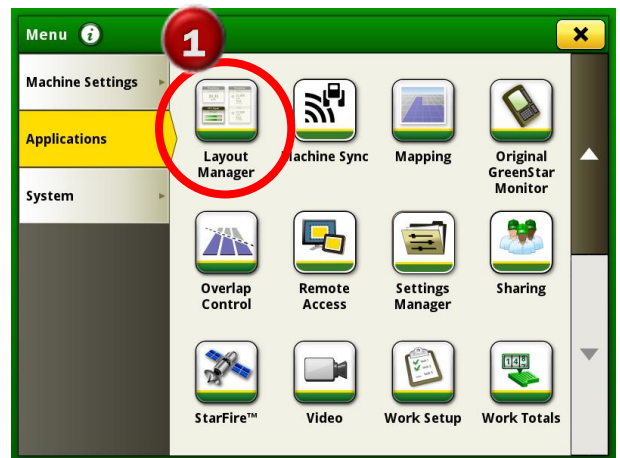 Menu i
1
Machine Settings
Applications
System
Layout
Manager
Machine Sync
Mapping
Original
GreenStar
Monitor
Overlap
Control
Remote
Access
Settings
Manager
Sharing
StarFire™
Video
Work Setup
Work Totals